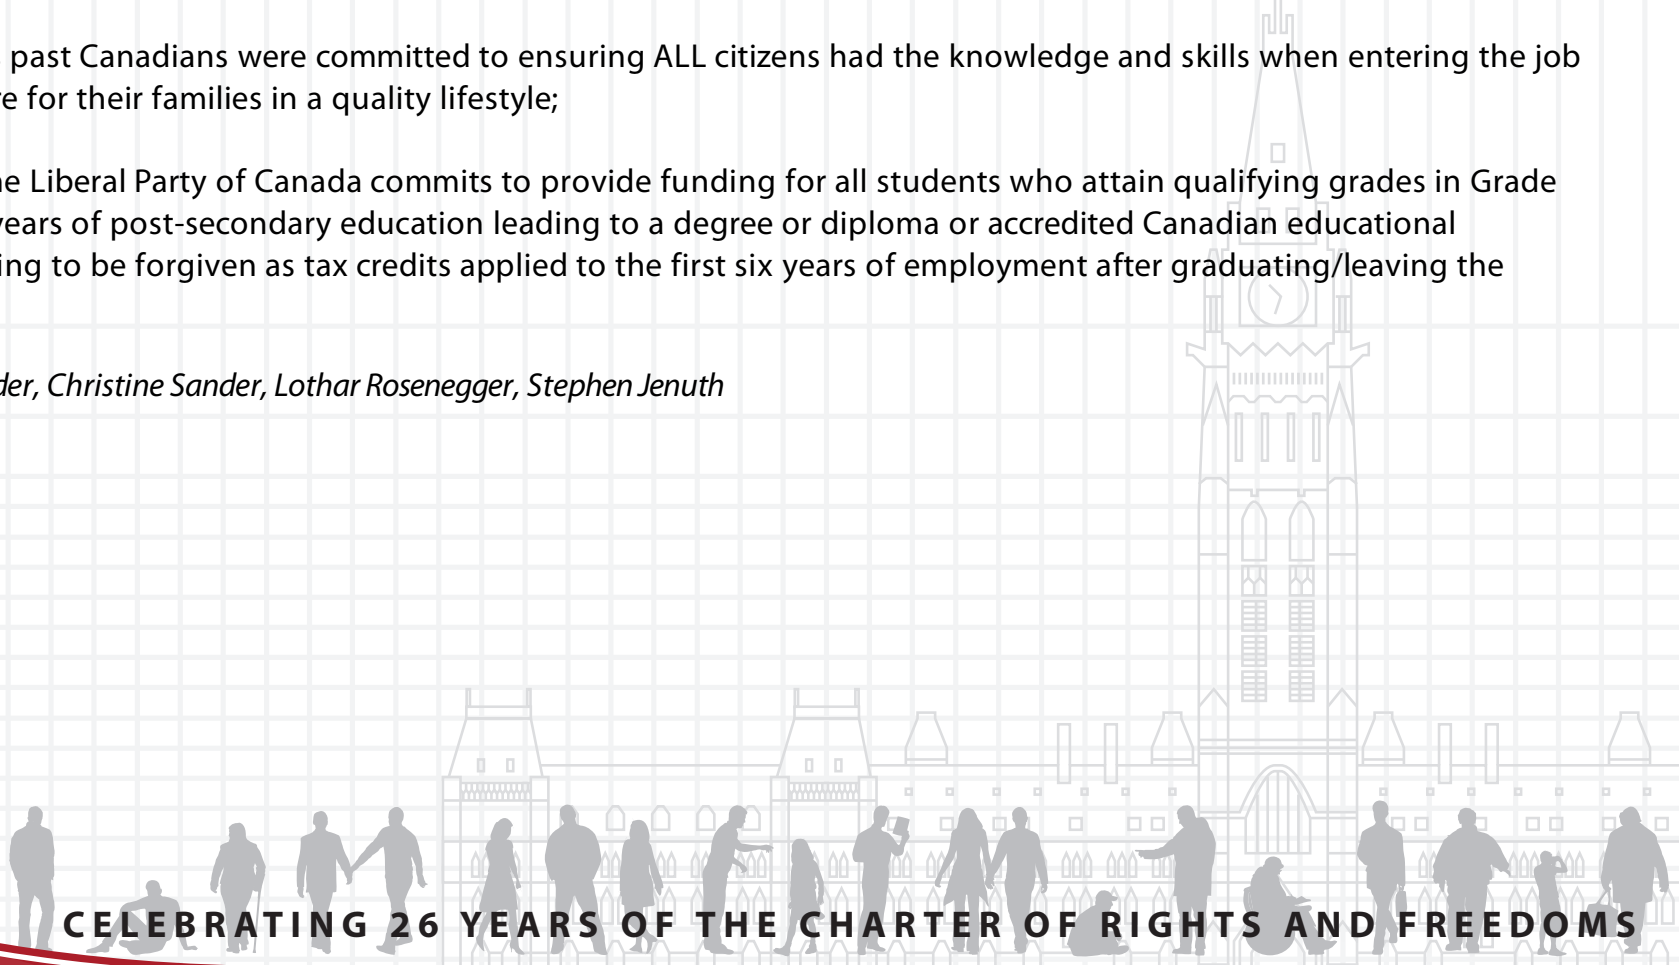 past Canadians were committed to ensuring ALL citizens had the knowledge and skills when entering the job
for their families in a quality lifestyle;
Liberal Party of Canada commits to provide funding for all students who attain qualifying grades in Grade
years of post-secondary education leading to a degree or diploma or accredited Canadian educational
to be forgiven as tax credits applied to the first six years of employment after graduating/leaving the
Christine Sander, Lothar Rosenegger, Stephen Jenuth
CELEBRATING 26 YEARS OF THE CHARTER OF RIGHTS AND FREEDOMS